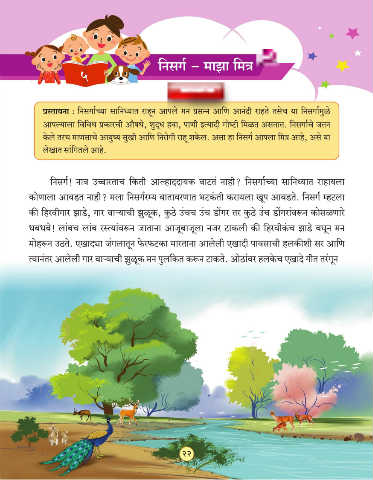 ५
निसर्ग – माझा मित्र
प्रस्तावना : निसर्गाच्या सानिध्यात राहून आपले मन प्रसन्न आणि आनंदी राहते तसेच या निसर्गामुळे
आपल्याला विविध प्रकारची औषधे, शुद्ध हवा, पाणी इत्यादी गोष्टी मिळत असतात. निसर्गाचे जतन
केले तरच माणसाचे आयुष्य सुखी आणि निरोगी राहू शकेल. असा हा निसर्ग आपला मित्र आहे, असे या
लेखात सांगितले आहे.
निसर्ग! नाव उच्चारताच किती आल्हाददायक वाटतं नाही? निसर्गाच्या सानिध्यात राहायला
कोणाला आवडत नाही? मला निसर्गरम्य वातावरणात भटकंती करायला खूप आवडते. निसर्ग म्हटला
की हिरवीगार झाडे, गार वाऱ्याची झुळूक, कुठे उंचच उंच डोंगर तर कुठे उंच डोंगरांवरून कोसळणारे
धबधबे! लांबच लांब रस्त्यांवरून जाताना आजूबाजूला नजर टाकली की हिरवीकंच झाडे बघून मन
मोहरून उठते. एखाद्या जंगलातून फेरफटका मारताना आलेली एखादी पावसाची हलकीशी सर आणि
त्यानंतर आलेली गार वाऱ्याची झुळूक मन पुलकित करून टाकते. ओठांवर हलकेच एखादे गीत तरंगून
२२